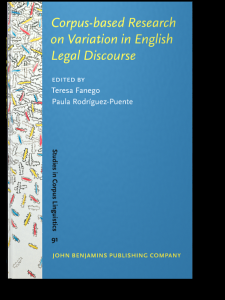 Corpus-based Research
on Variation in English
Legal Discourse
EDITED BY
Teresa Fanego
Paula Rodríguez-Puente
Studies in Corpus Linguistics
91
JOHN BENJAMINS PUBLISHING COMPANY